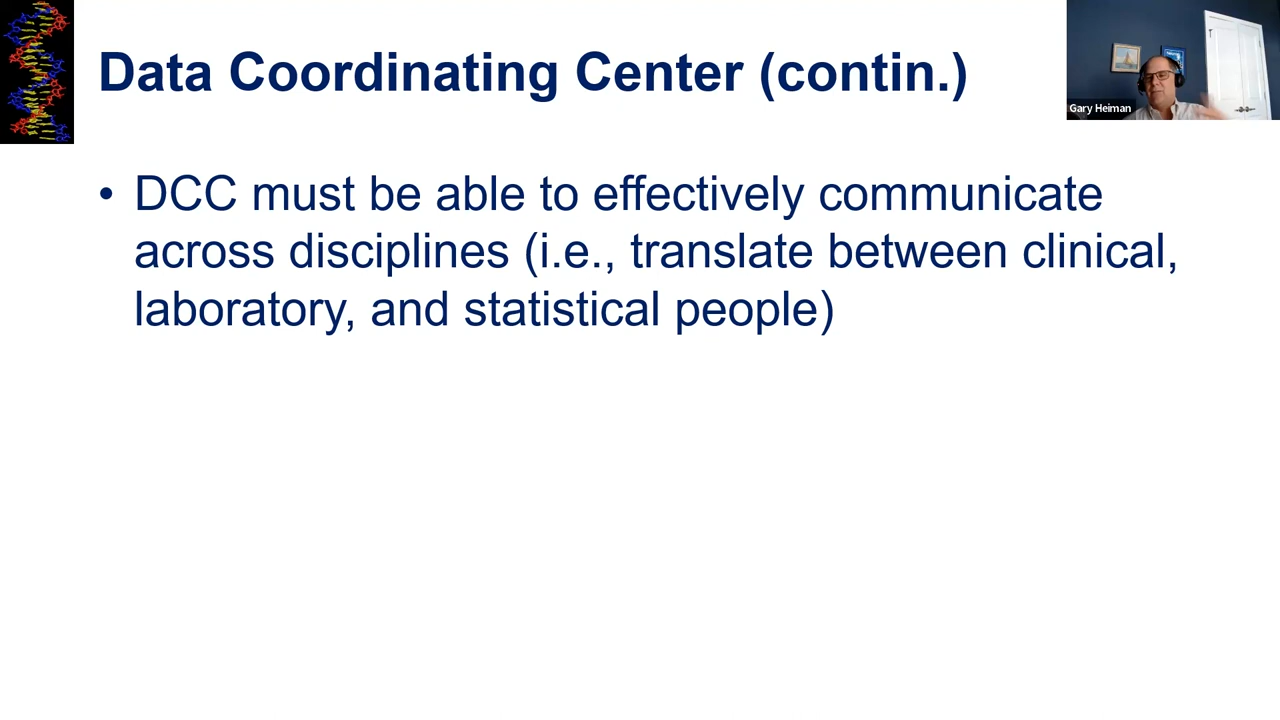 Data Coordinating Center (contin.)
Gary Heiman
• DCC must be able to effectively communicate
across disciplines (i.e., translate between clinical,
laboratory, and statistical people)